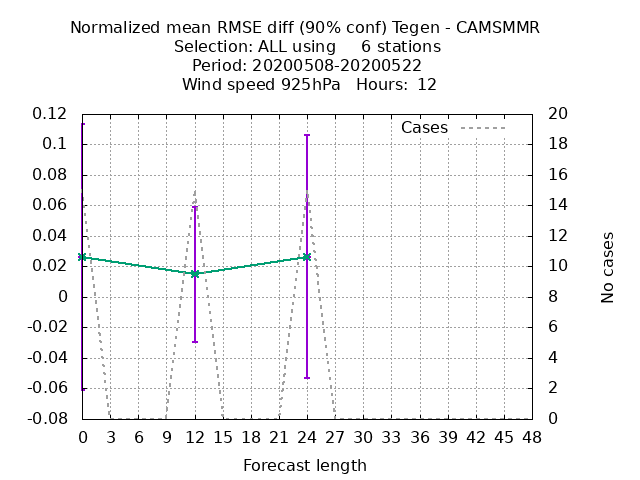 Normalized mean RMSE diff (90% conf) Tegen - CAMSMMR
Selection: ALL using 6 stations
Period: 20200508-20200522
Wind speed 925hPa Hours: 12
Cases
0.12
0.1
0.08
0.06
0.04
0.02
0
-0.02
-0.04
-0.06
-0.08
20
18
16
14
12
10
8
6
4
2
0
No cases
0 3 6 9 12 15 18 21 24 27 30 33 36 39 42 45 48
Forecast length